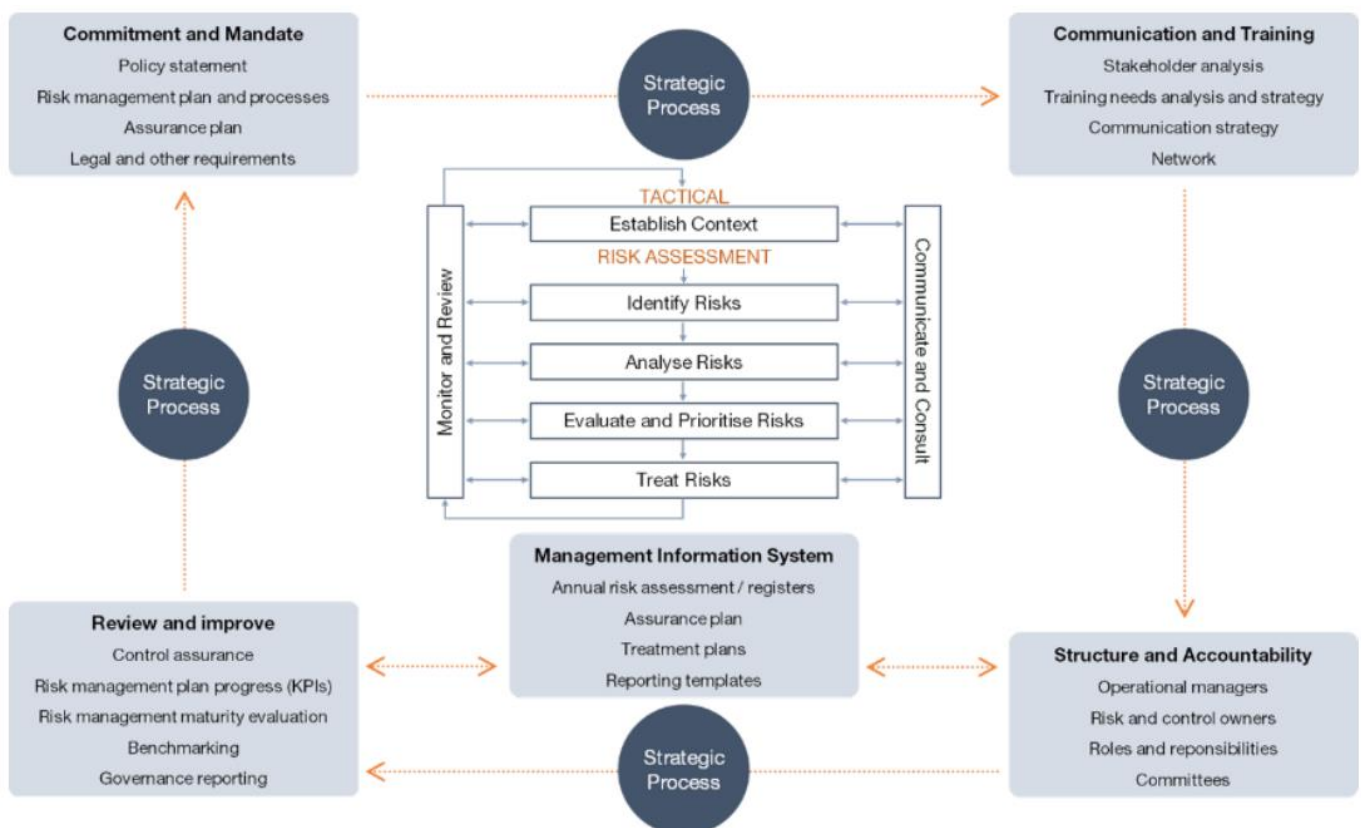 Commitment and Mandate
Policy statement
Risk management plan and processes
Assurance plan
Legal and other requirements
Strategic
Process
Communication and Training
Stakeholder analysis
Training needs analysis and strategy
Communication strategy
Network
TACTICAL
Establish Context
RISK ASSESSMENT
Identify Risks
Analyse Risks
Evaluate and Prioritise Risks
Treat Risks
Monitor and Review
Communicate and Consult
Strategic
Process
Strategic
Process
Management Information System
Annual risk assessment / registers
Assurance plan
Treatment plans
Reporting templates
Review and improve
Control assurance
Risk management plan progress (KPIs)
Risk management maturity evaluation
Benchmarking
Governance reporting
Strategic
Process
Structure and Accountability
Operational managers
Risk and control owners
Roles and reponsibilities
Committees